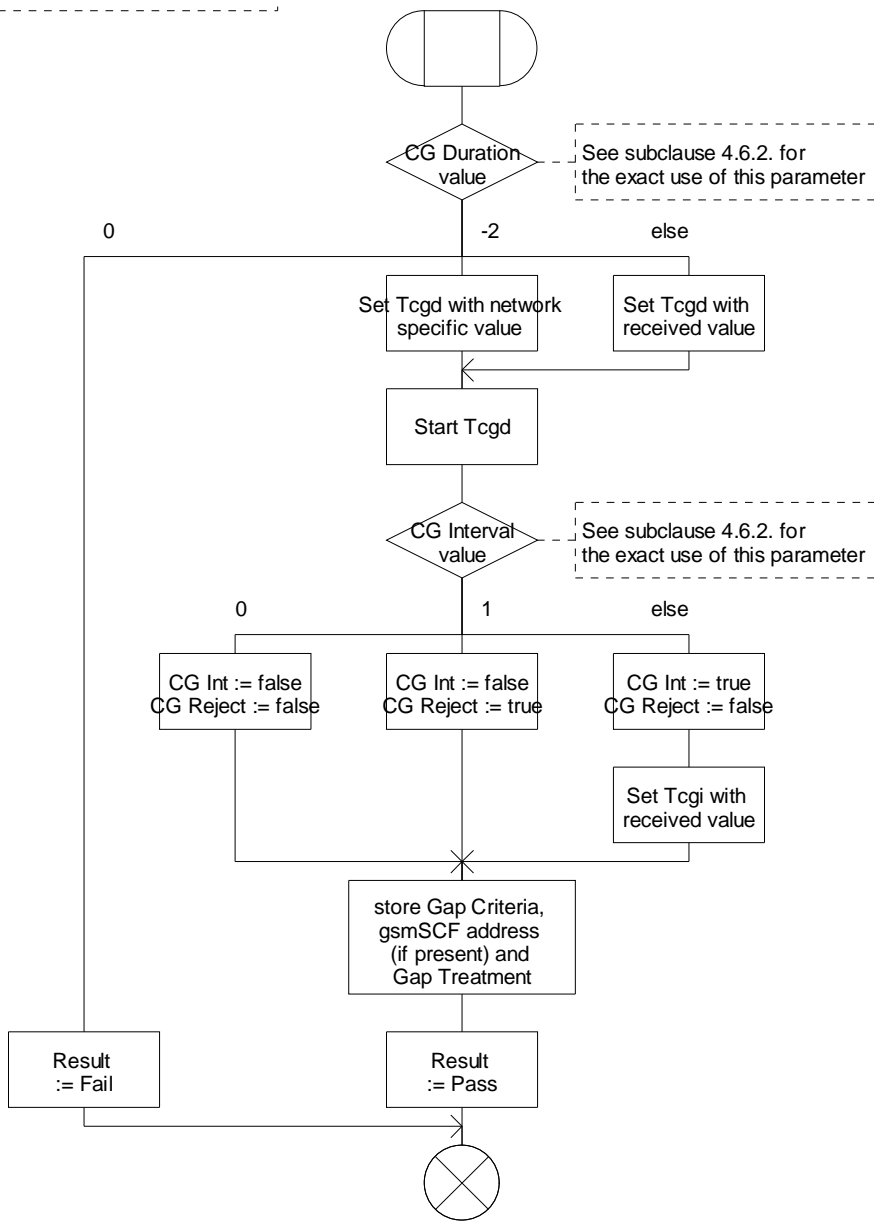 CG Duration
value
See subclause 4.6.2. for
the exact use of this parameter
0
-2
else
Set Tcgd with network
specific value
Set Tcgd with
received value
Start Tcgd
CG Interval
value
See subclause 4.6.2. for
the exact use of this parameter
0
1
else
CG Int := false
CG Reject := false
CG Int := false
CG Reject := true
CG Int := true
CG Reject := false
Set Tcgi with
received value
store Gap Criteria,
gsmSCF address
(if present) and
Gap Treatment
Result
:= Fail
Result
:= Pass